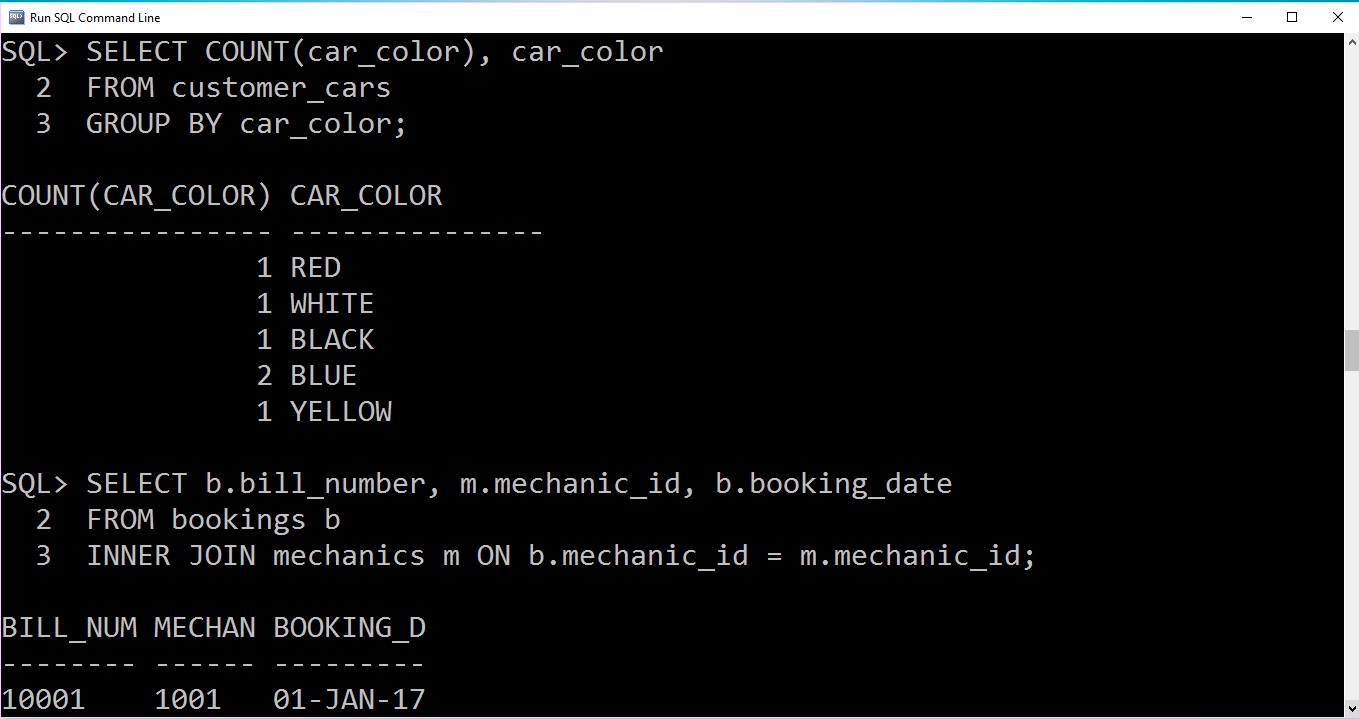 Run SQL Command Line
SQL> SELECT COUNT(car_color), car_color
  2  FROM customer_cars
  3  GROUP BY car_color;
COUNT(CAR_COLOR) CAR_COLOR
---------------- ---------------
               1 RED
               1 WHITE
               1 BLACK
               2 BLUE
               1 YELLOW
SQL> SELECT b.bill_number, m.mechanic_id, b.booking_date
  2  FROM bookings b
  3  INNER JOIN mechanics m ON b.mechanic_id = m.mechanic_id;
BILL_NUM MECHAN BOOKING_D
-------- ------ ---------
10001    1001   01-JAN-17